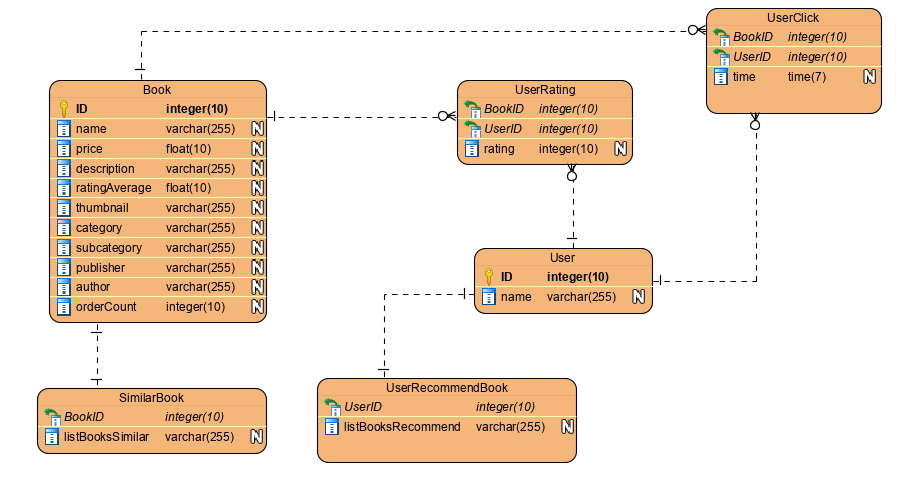 UserClick
BookID integer(10)
UserID integer(10)
time time(7) N
Book
ID integer(10)
name varchar(255) N
price float(10) N
description varchar(255) N
ratingAverage float(10) N
thumbnail varchar(255) N
category varchar(255) N
subcategory varchar(255) N
publisher varchar(255) N
author varchar(255) N
orderCount integer(10) N
UserRating
BookID integer(10)
UserID integer(10)
rating integer(10) N
User
ID integer(10)
name varchar(255) N
SimilarBook
BookID integer(10)
listBooksSimilar varchar(255) N
UserRecommendBook
UserID integer(10)
listBooksRecommend varchar(255) N